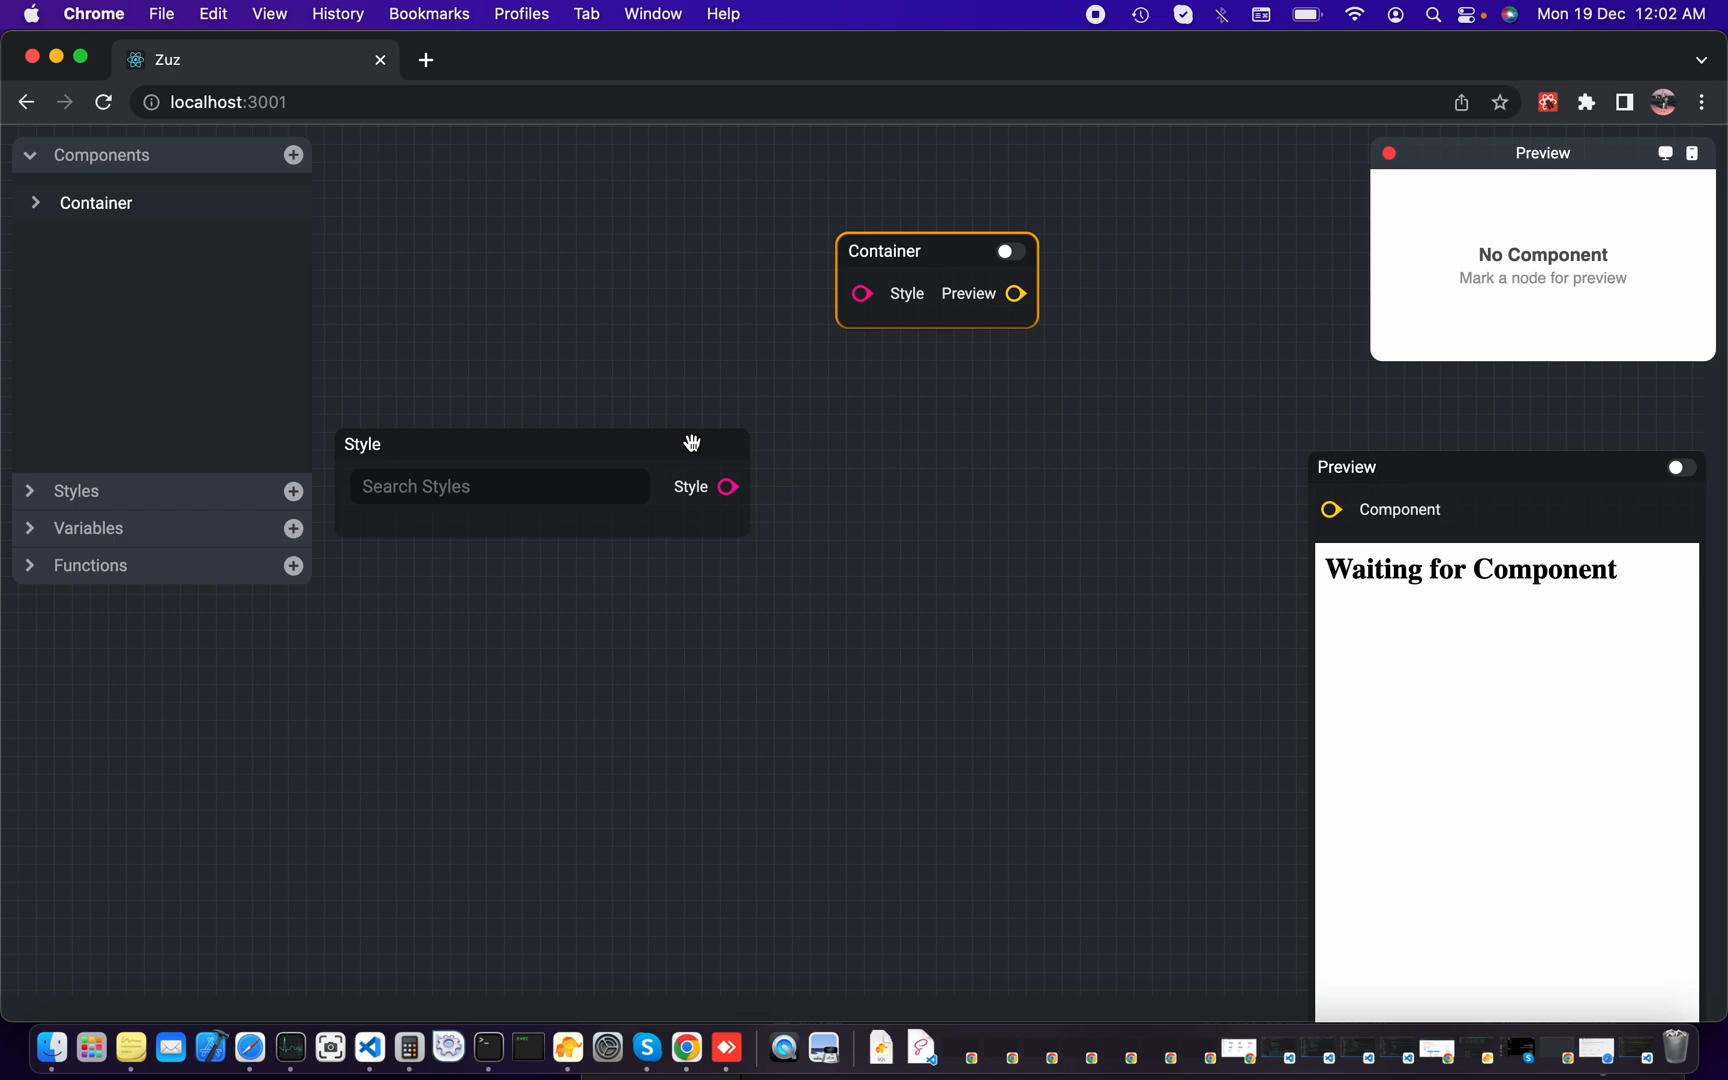 Chrome File Edit View History Bookmarks Profiles Tab Window Help Mon 19 Dec 12:02 AM
Zuz
localhost:3001
Components
Container
Styles
Variables
Functions
Container
Style Preview
Style
Search Styles Style
Preview
No Component
Mark a node for preview
Preview
Component
Waiting for Component